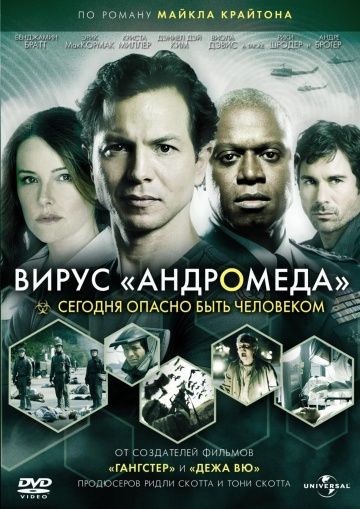 ПО РОМАНУ МАЙКЛА КРАЙТОНА
БЕНДЖАМИН БРАТТ
ЭРИК МакКОРМАК
КРИСТА МИЛЛЕР
ДЭНИЕЛ ДЭЙ КИМ
ВИОЛА ДЭВИС
А ТАКЖЕ
РИКИ ШРОДЕР
АНДРЕ БРОГЕР
ВИРУС «АНДРОМЕДА»
СЕГОДНЯ ОПАСНО БЫТЬ ЧЕЛОВЕКОМ
ОТ СОЗДАТЕЛЕЙ ФИЛЬМОВ
«ГАНГСТЕР» И «ДЕЖА ВЮ»
ПРОДЮСЕРОВ РИДЛИ СКОТТА И ТОНИ СКОТТА
DVD
VIDEO
UNIVERSAL